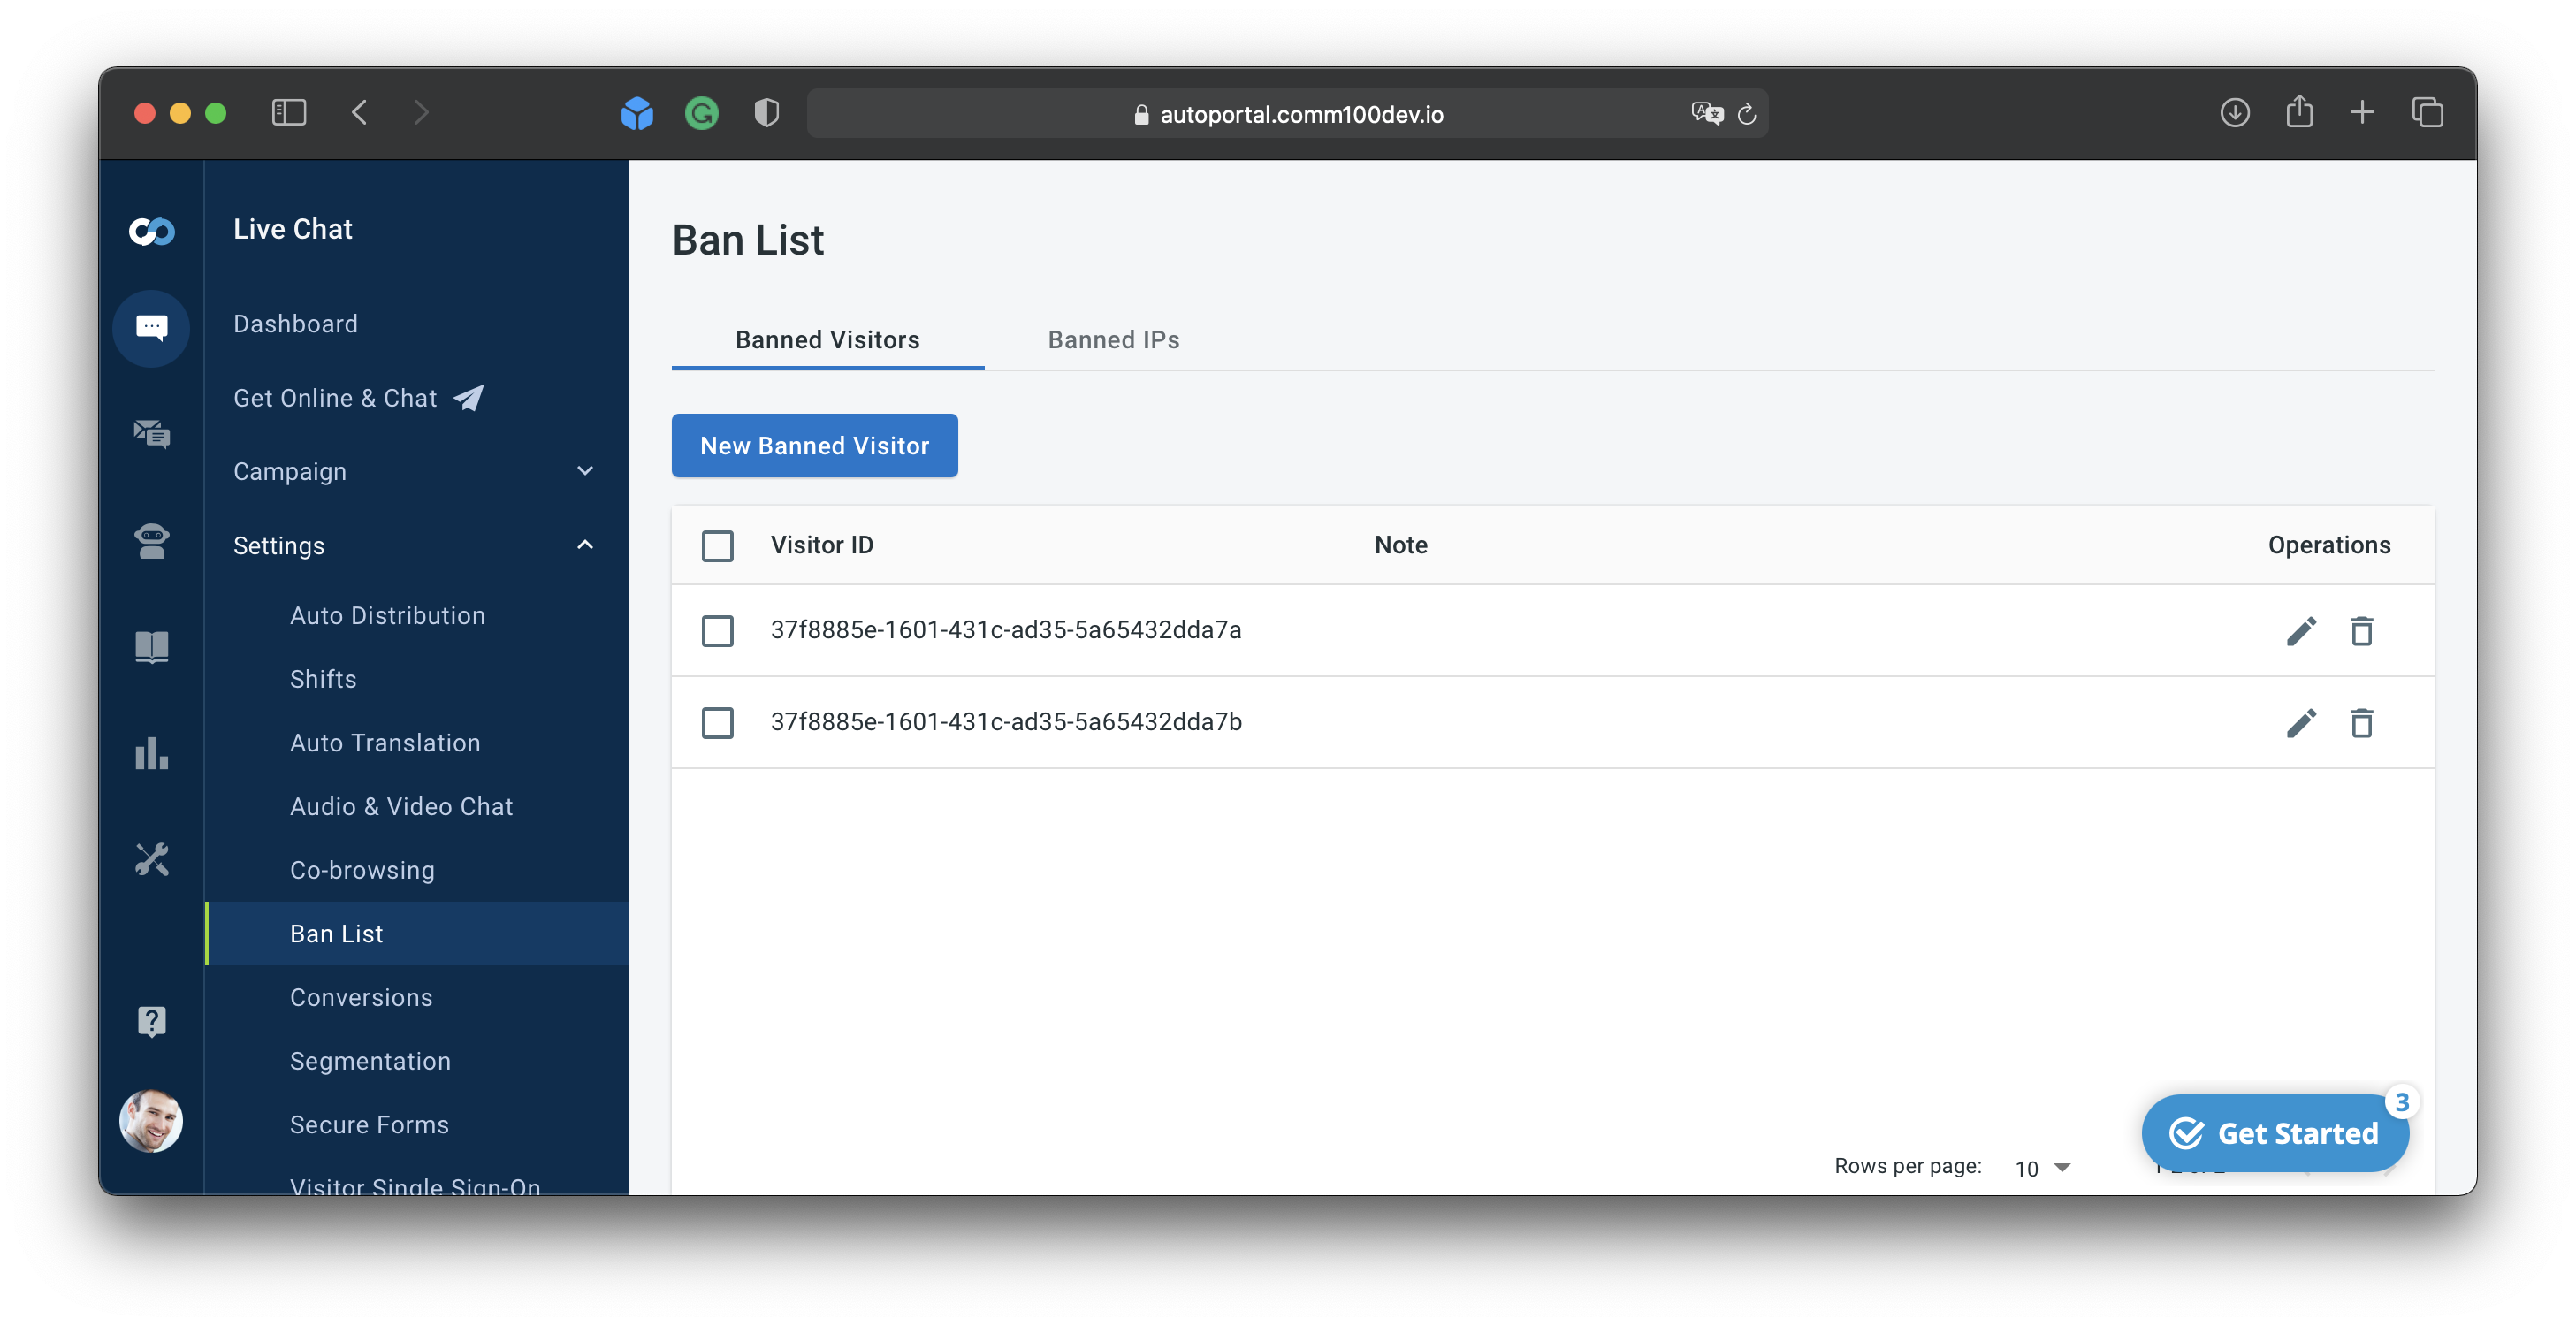 autoportal.comm100dev.io
Live Chat
Dashboard
Get Online & Chat
Campaign
Settings
Auto Distribution
Shifts
Auto Translation
Audio & Video Chat
Co-browsing
Ban List
Conversions
Segmentation
Secure Forms
Visitor Single Sign-On
Ban List
Banned Visitors Banned IPs
New Banned Visitor
Visitor ID Note Operations
37f8885e-1601-431c-ad35-5a65432dda7a
37f8885e-1601-431c-ad35-5a65432dda7b
3
Get Started
Rows per page: 10